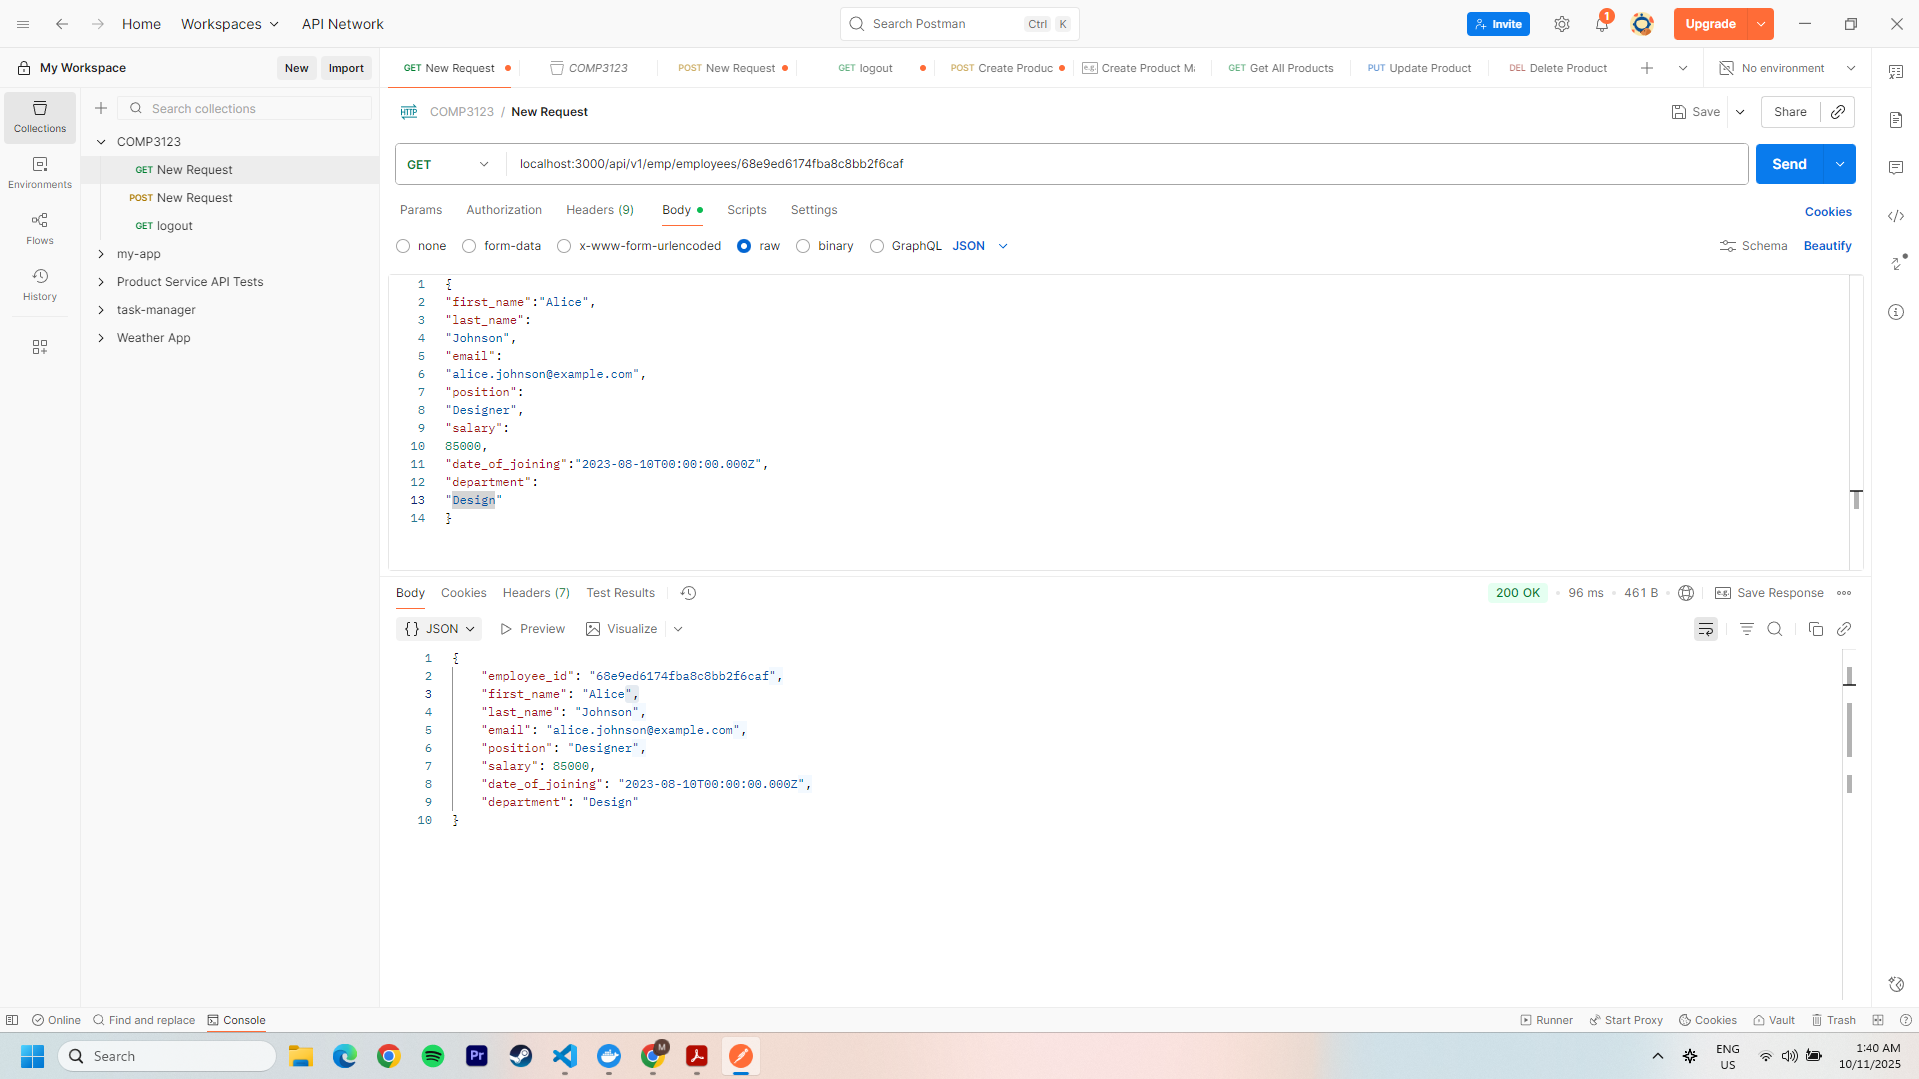 Home
Workspaces
API Network
Search Postman
Ctrl K
Invite
1
Upgrade
My Workspace
New
Import
GET New Request
COMP3123
POST New Request
GET logout
POST Create Produc
e.g. Create Product Ma
GET Get All Products
PUT Update Product
DEL Delete Product
No environment
Collections
Environments
Flows
History
Search collections
COMP3123
GET New Request
POST New Request
GET logout
my-app
Product Service API Tests
task-manager
Weather App
HTTP COMP3123 / New Request
Save
Share
GET
localhost:3000/api/v1/emp/employees/68e9ed6174fba8c8bb2f6caf
Send
Params
Authorization
Headers (9)
Body
Scripts
Settings
Cookies
none
form-data
x-www-form-urlencoded
raw
binary
GraphQL
JSON
Schema
Beautify
1 {
2 "first_name":"Alice",
3 "last_name":
4 "Johnson",
5 "email":
6 "alice.johnson@example.com",
7 "position":
8 "Designer",
9 "salary":
10 85000,
11 "date_of_joining":"2023-08-10T00:00:00.000Z",
12 "department":
13 "Design"
14 }
Body
Cookies
Headers (7)
Test Results
200 OK
96 ms
461 B
e.g. Save Response
{} JSON
Preview
Visualize
1 {
2 "employee_id": "68e9ed6174fba8c8bb2f6caf",
3 "first_name": "Alice",
4 "last_name": "Johnson",
5 "email": "alice.johnson@example.com",
6 "position": "Designer",
7 "salary": 85000,
8 "date_of_joining": "2023-08-10T00:00:00.000Z",
9 "department": "Design"
10 }
Online
Find and replace
Console
Runner
Start Proxy
Cookies
Vault
Trash
Search
Pr
M
ENG
US
1:40 AM
10/11/2025